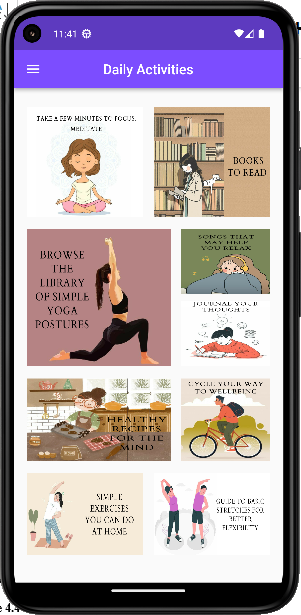 11:41
Daily Activities
TAKE A FEW MINUTES TO FOCUS,
MEDITATE
BOOKS
TO READ
BROWSE
THE
LIBRARY
OF SIMPLE
YOGA
POSTURES
SONGS THAT
MAY HELP
YOU RELAX
JOURNAL YOUR
THOUGHTS
HEALTHY
RECIPES
FOR THE
MIND
CYCLE YOUR WAY
TO WELLBEING
SIMPLE
EXERCISES
YOU CAN DO
AT HOME
GUIDE TO BASIC
STRETCHES FOR
BETTER
FLEXIBILITY